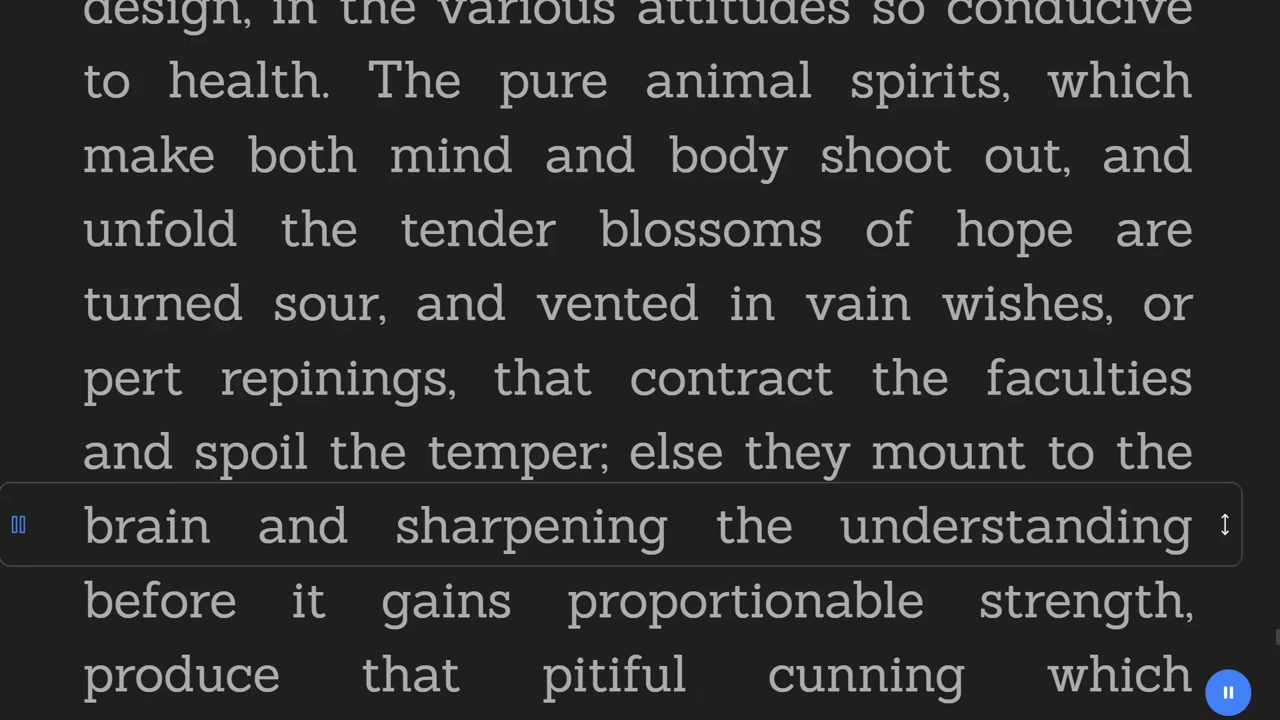 design, in the various attitudes so conducive
to health. The pure animal spirits, which
make both mind and body shoot out, and
unfold the tender blossoms of hope are
turned sour, and vented in vain wishes, or
pert repinings, that contract the faculties
and spoil the temper; else they mount to the
brain and sharpening the understanding
before it gains proportionable strength,
produce that pitiful cunning which